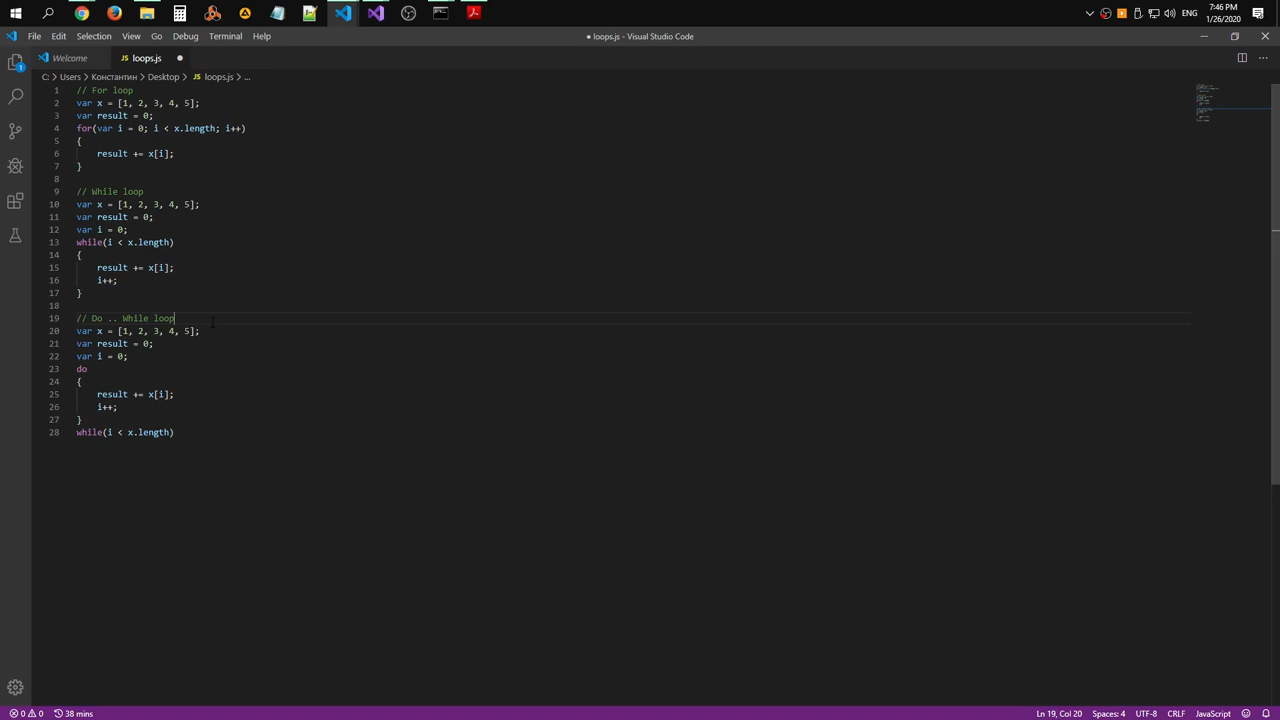 ENG
7:46 PM
1/26/2020
File Edit Selection View Go Debug Terminal Help
● loops.js - Visual Studio Code
Welcome
JS loops.js ●
C: > Users > Константин > Desktop > JS loops.js > ...
1
1 // For loop
2 var x = [1, 2, 3, 4, 5];
3 var result = 0;
4 for(var i = 0; i < x.length; i++)
5 {
6     result += x[i];
7 }
8
9 // While loop
10 var x = [1, 2, 3, 4, 5];
11 var result = 0;
12 var i = 0;
13 while(i < x.length)
14 {
15     result += x[i];
16     i++;
17 }
18
19 // Do .. While loop
20 var x = [1, 2, 3, 4, 5];
21 var result = 0;
22 var i = 0;
23 do
24 {
25     result += x[i];
26     i++;
27 }
28 while(i < x.length)
0 0 38 mins
Ln 19, Col 20 Spaces: 4 UTF-8 CRLF JavaScript